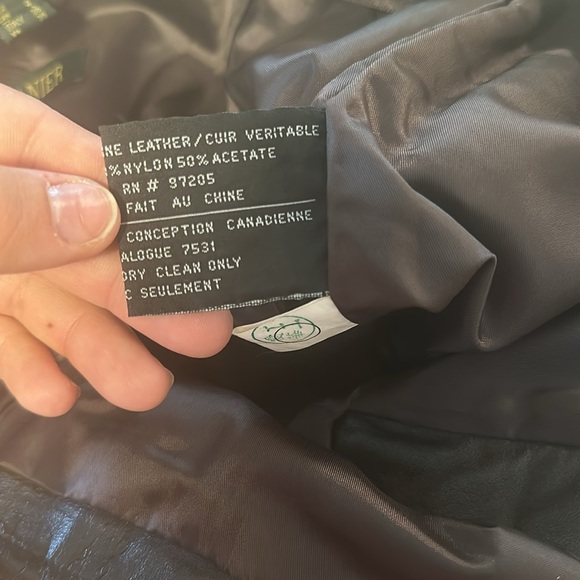 NE LEATHER/CUIR VERITABLE
% NYLON 50% ACETATE
RN # 97205
FAIT AU CHINE
CONCEPTION CANADIENNE
ALOGUE 7531
DRY CLEAN ONLY
C SEULEMENT
NTER